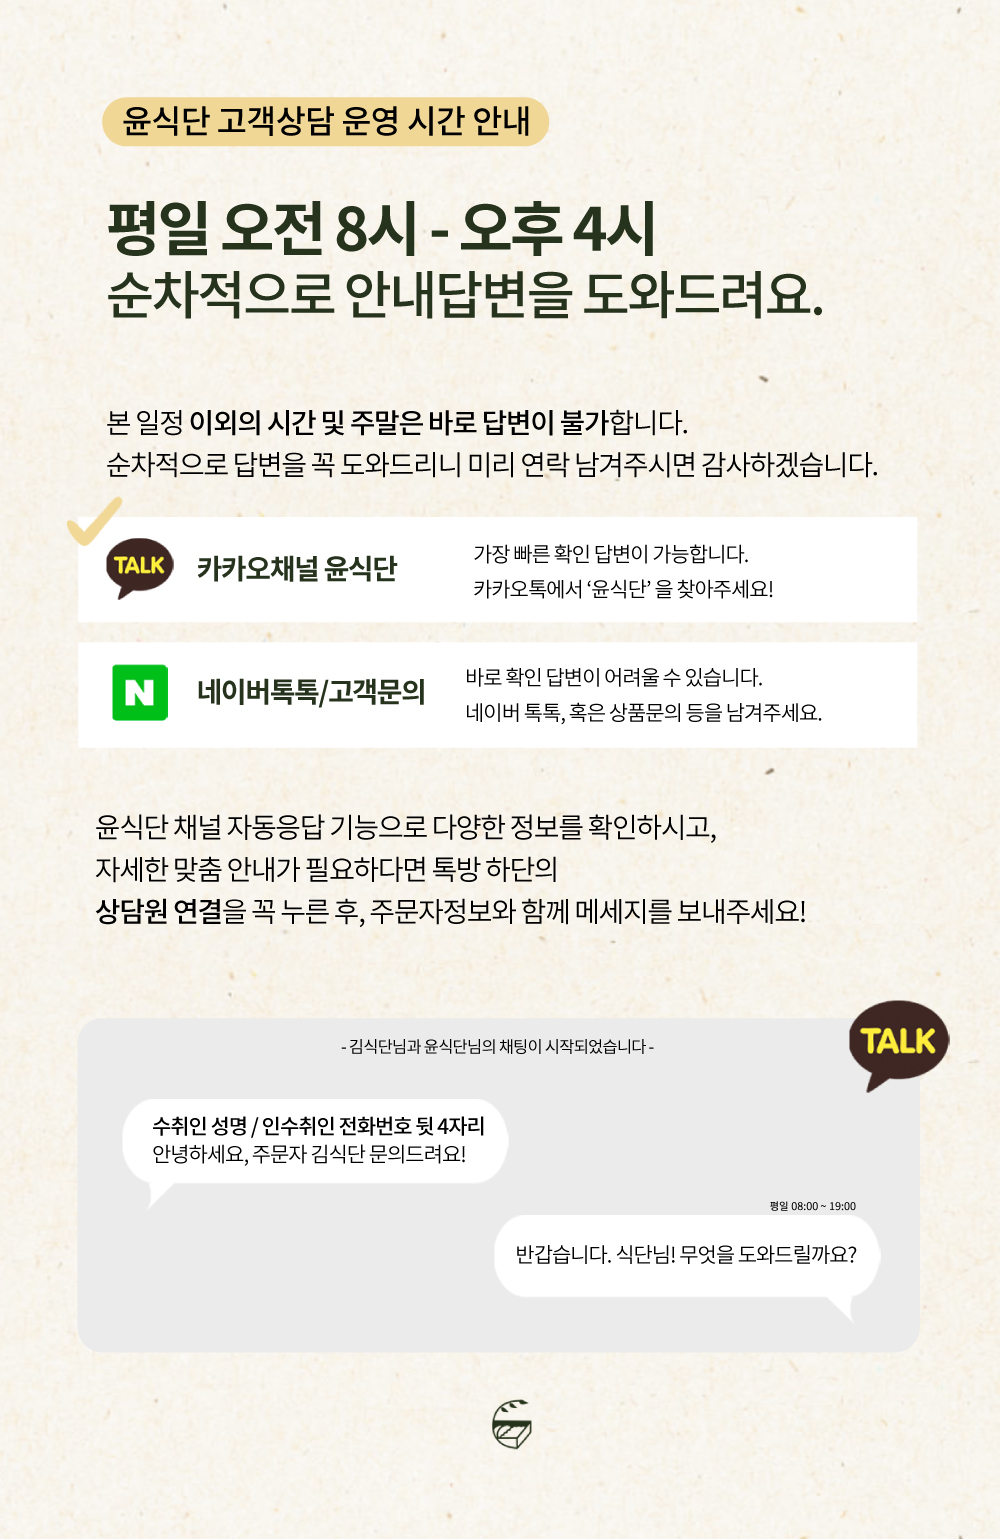 윤식단 고객상담 운영 시간 안내
평일 오전 8시 - 오후 4시
순차적으로 안내답변을 도와드려요.
본 일정 이외의 시간 및 주말은 바로 답변이 불가합니다.
순차적으로 답변을 꼭 도와드리니 미리 연락 남겨주시면 감사하겠습니다.
TALK
카카오채널 윤식단
가장 빠른 확인 답변이 가능합니다.
카카오톡에서 ‘윤식단’ 을 찾아주세요!
N
네이버톡톡/고객문의
바로 확인 답변이 어려울 수 있습니다.
네이버 톡톡, 혹은 상품문의 등을 남겨주세요.
윤식단 채널 자동응답 기능으로 다양한 정보를 확인하시고,
자세한 맞춤 안내가 필요하다면 톡방 하단의
상담원 연결을 꼭 누른 후, 주문자정보와 함께 메세지를 보내주세요!
TALK
- 김식단님과 윤식단님의 채팅이 시작되었습니다 -
수취인 성명 / 인수취인 전화번호 뒷 4자리
안녕하세요, 주문자 김식단 문의드려요!
평일 08:00 ~ 19:00
반갑습니다. 식단님! 무엇을 도와드릴까요?